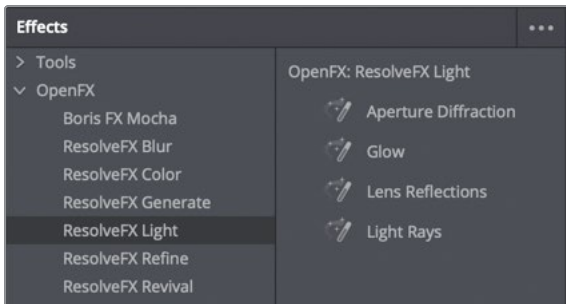 Effects
Tools
OpenFX
Boris FX Mocha
ResolveFX Blur
ResolveFX Color
ResolveFX Generate
ResolveFX Light
ResolveFX Refine
ResolveFX Revival
OpenFX: ResolveFX Light
Aperture Diffraction
Glow
Lens Reflections
Light Rays